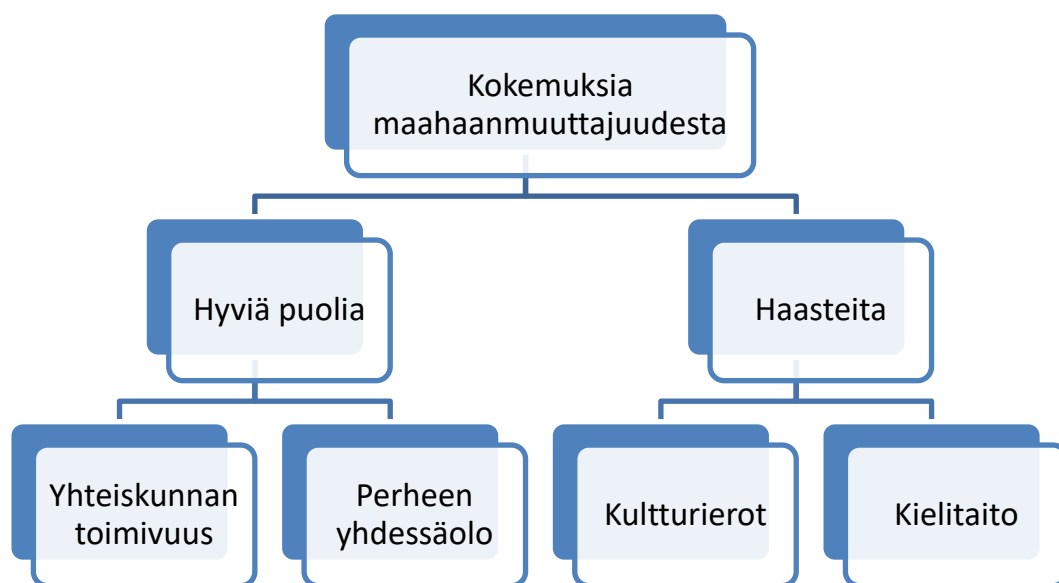 Kokemuksia
maahaanmuuttajuudesta
Hyviä puolia
Haasteita
Yhteiskunnan
toimivuus
Perheen
yhdessäolo
Kultturierot
Kielitaito